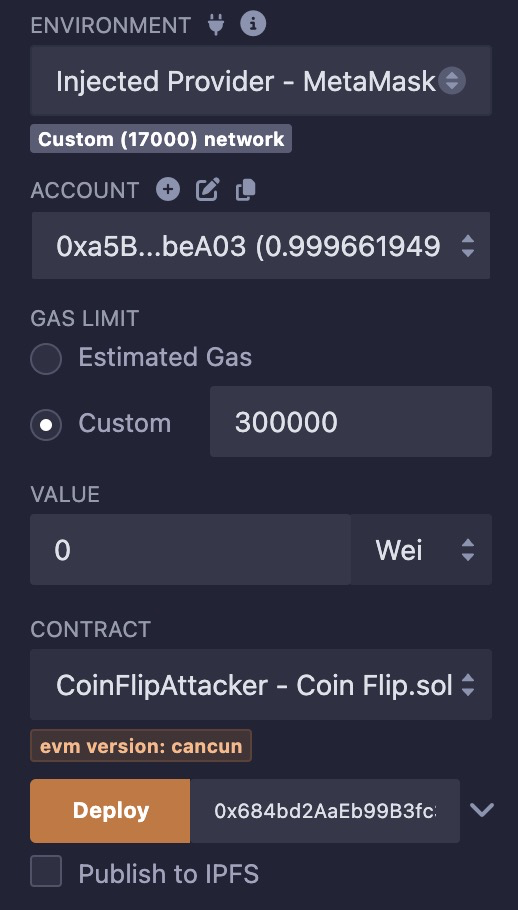 ENVIRONMENT
Injected Provider - MetaMask
Custom (17000) network
ACCOUNT
0xa5B...beA03 (0.999661949
GAS LIMIT
Estimated Gas
Custom 300000
VALUE
0 Wei
CONTRACT
CoinFlipAttacker - Coin Flip.sol
evm version: cancun
Deploy 0x684bd2AaEb99B3fc
Publish to IPFS